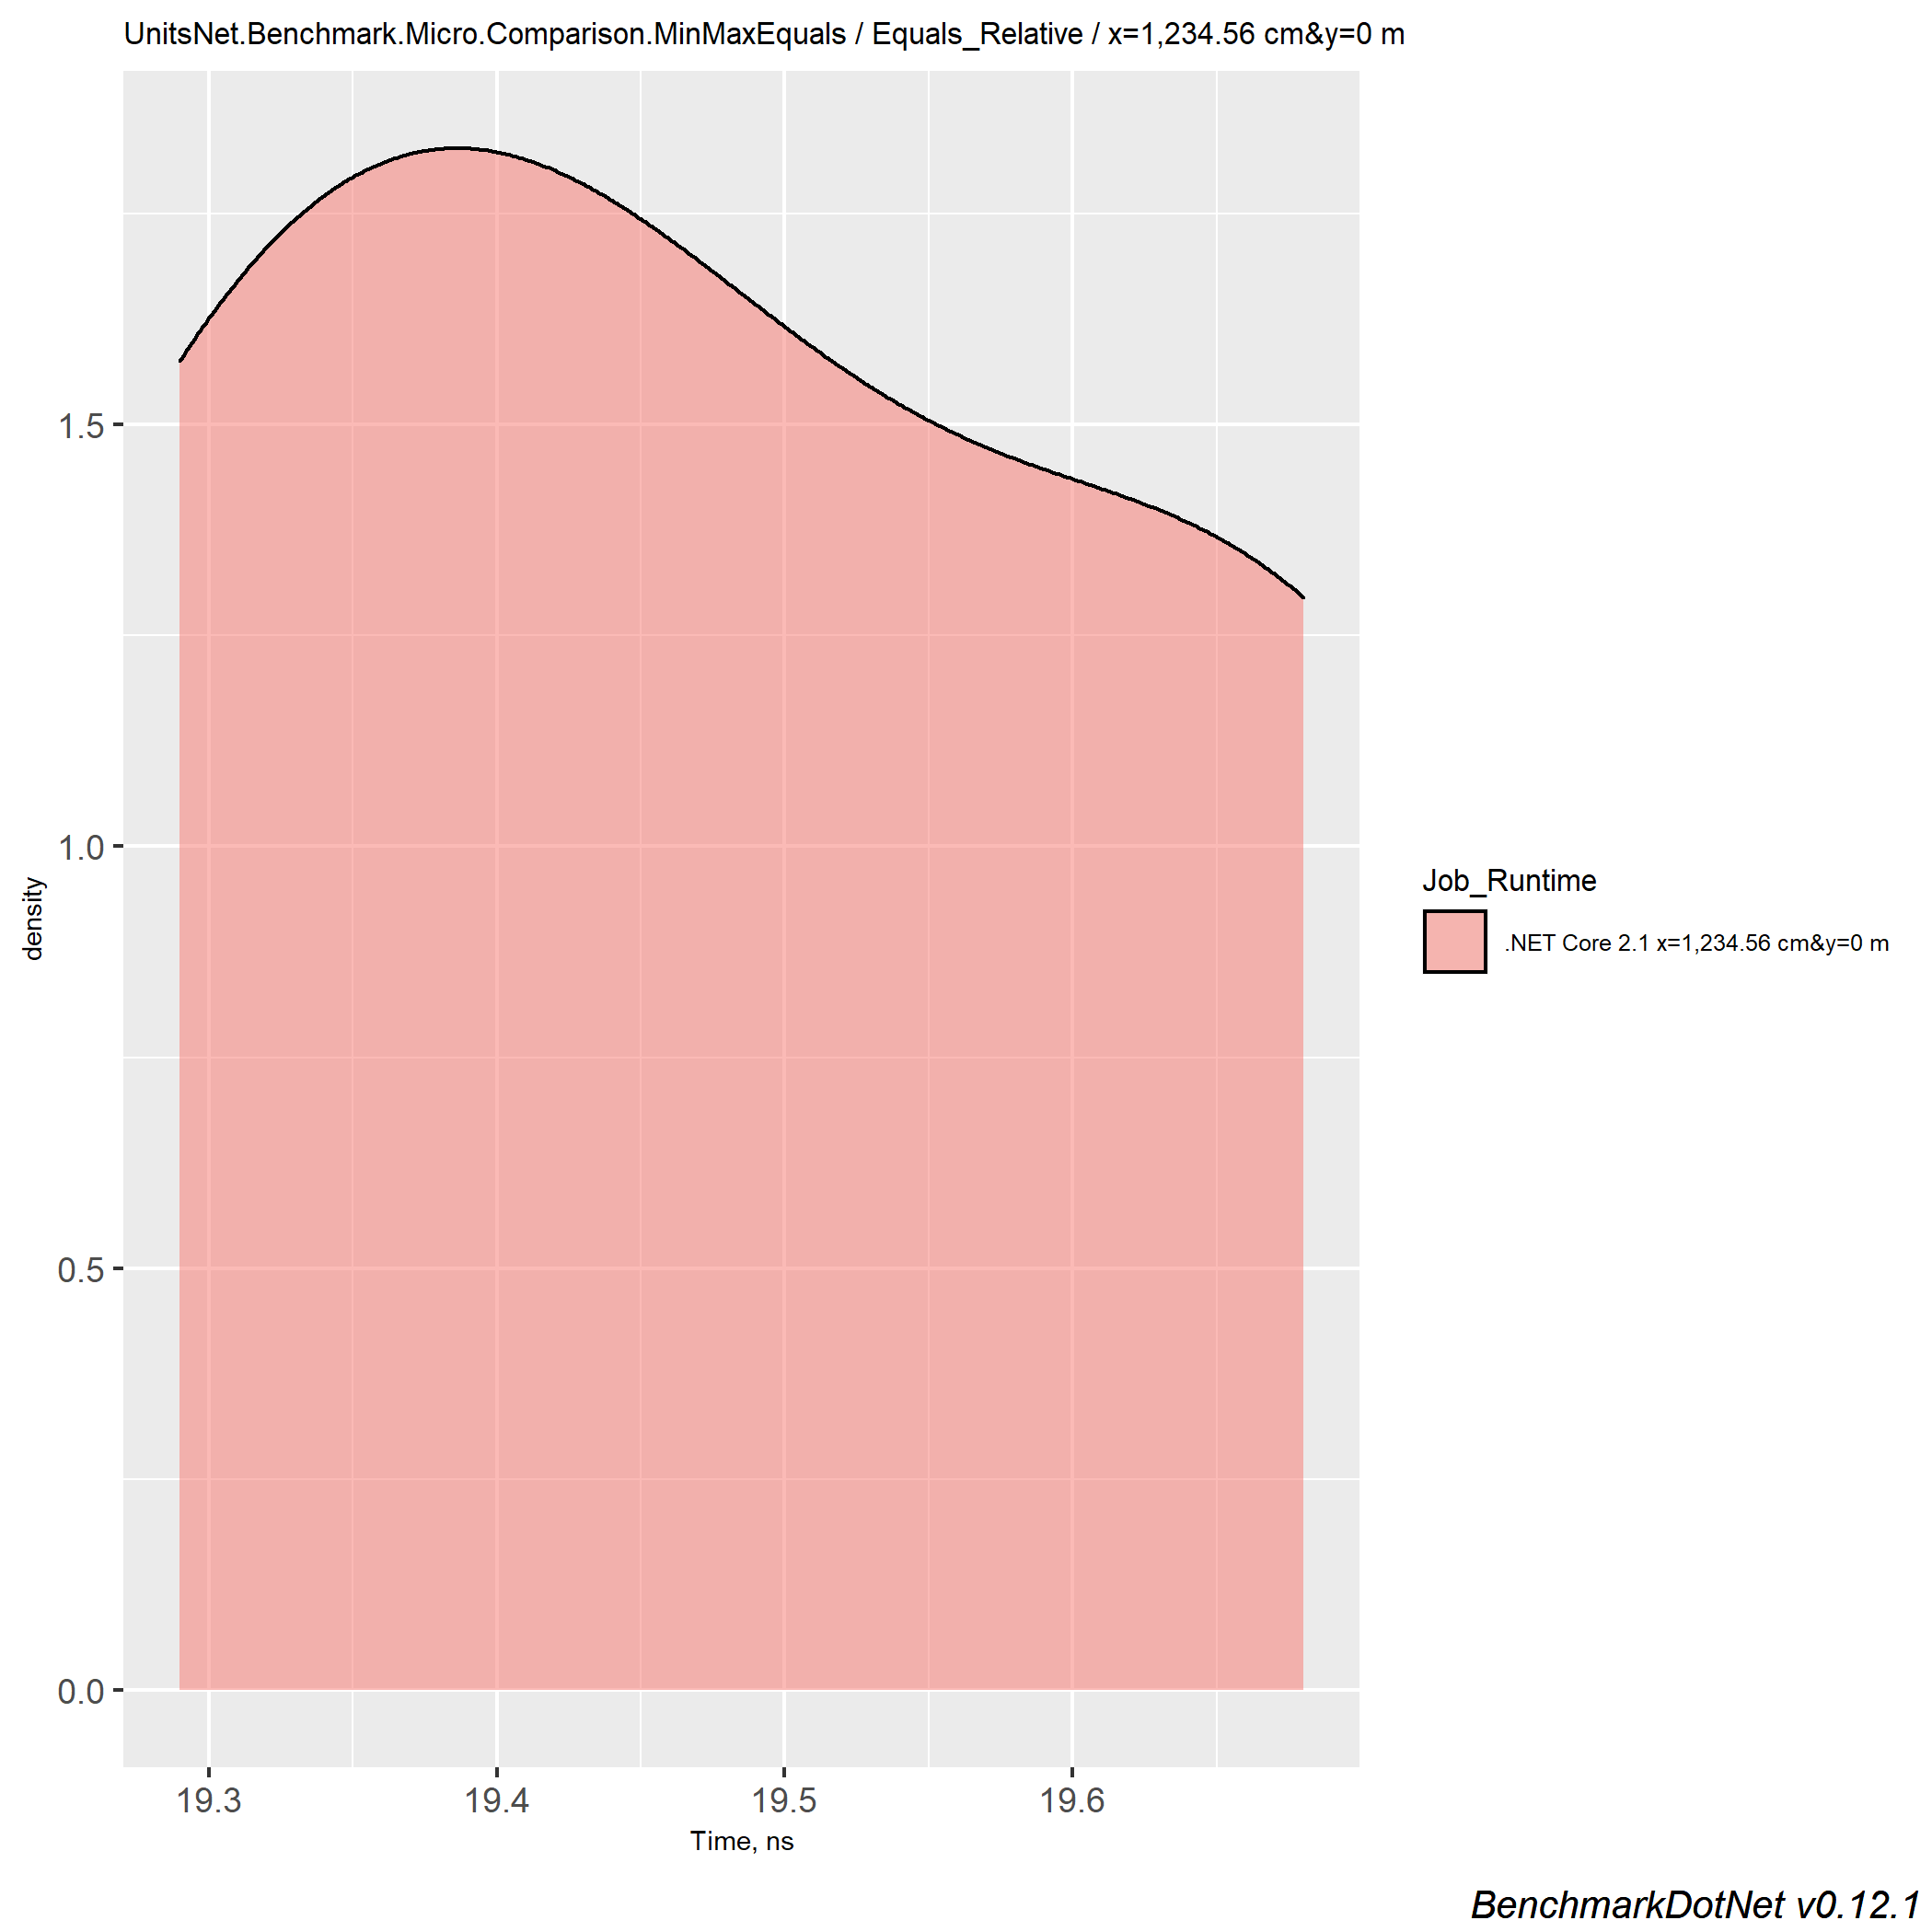 UnitsNet.Benchmark.Micro.Comparison.MinMaxEquals / Equals_Relative / x=1,234.56 cm&y=0 m
1.5
1.0
0.5
0.0
density
19.3 19.4 19.5 19.6
Time, ns
Job_Runtime
.NET Core 2.1 x=1,234.56 cm&y=0 m
BenchmarkDotNet v0.12.1